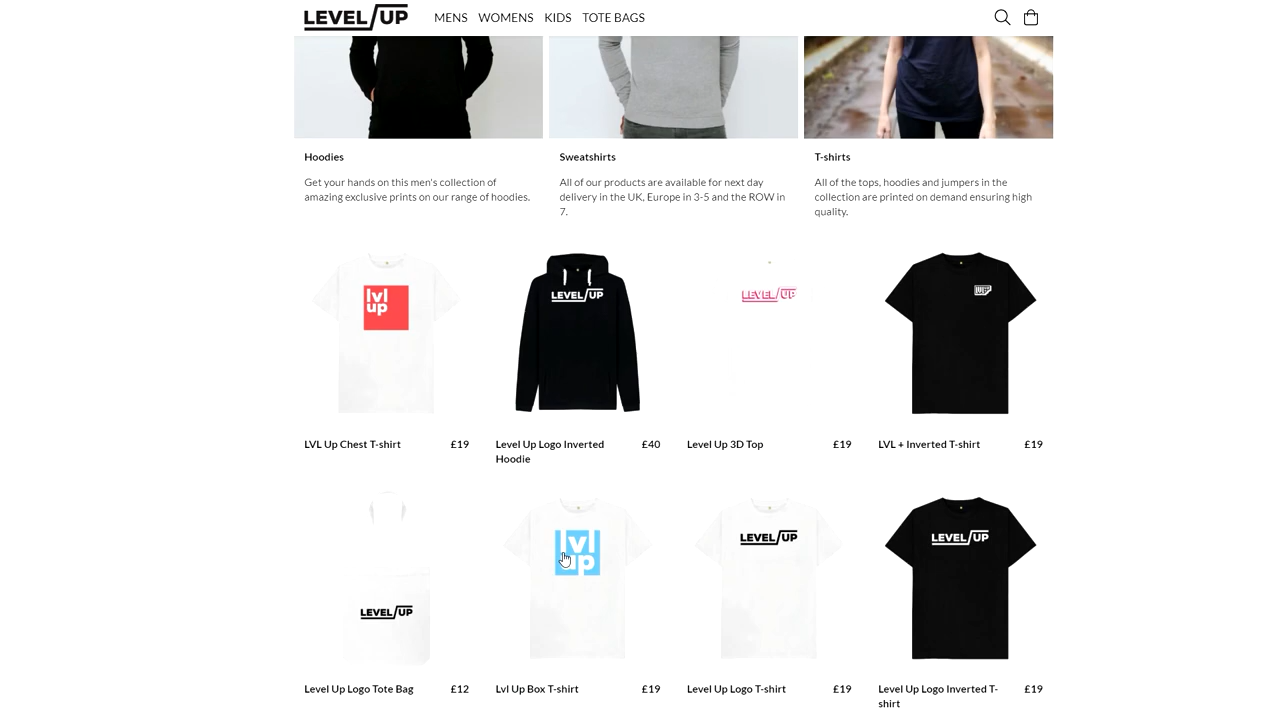 LEVEL UP MENS WOMENS KIDS TOTE BAGS
Hoodies
Get your hands on this men's collection of
amazing exclusive prints on our range of hoodies.
Sweatshirts
All of our products are available for next day
delivery in the UK, Europe in 3-5 and the ROW in
7.
T-shirts
All of the tops, hoodies and jumpers in the
collection are printed on demand ensuring high
quality.
lvl
up
LEVEL UP
LEVEL UP
LVL Up Chest T-shirt £19
Level Up Logo Inverted
Hoodie £40
Level Up 3D Top £19
LVL + Inverted T-shirt £19
LEVEL UP
lvl
up
LEVEL UP
LEVEL UP
Level Up Logo Tote Bag £12
Lvl Up Box T-shirt £19
Level Up Logo T-shirt £19
Level Up Logo Inverted T-
shirt £19